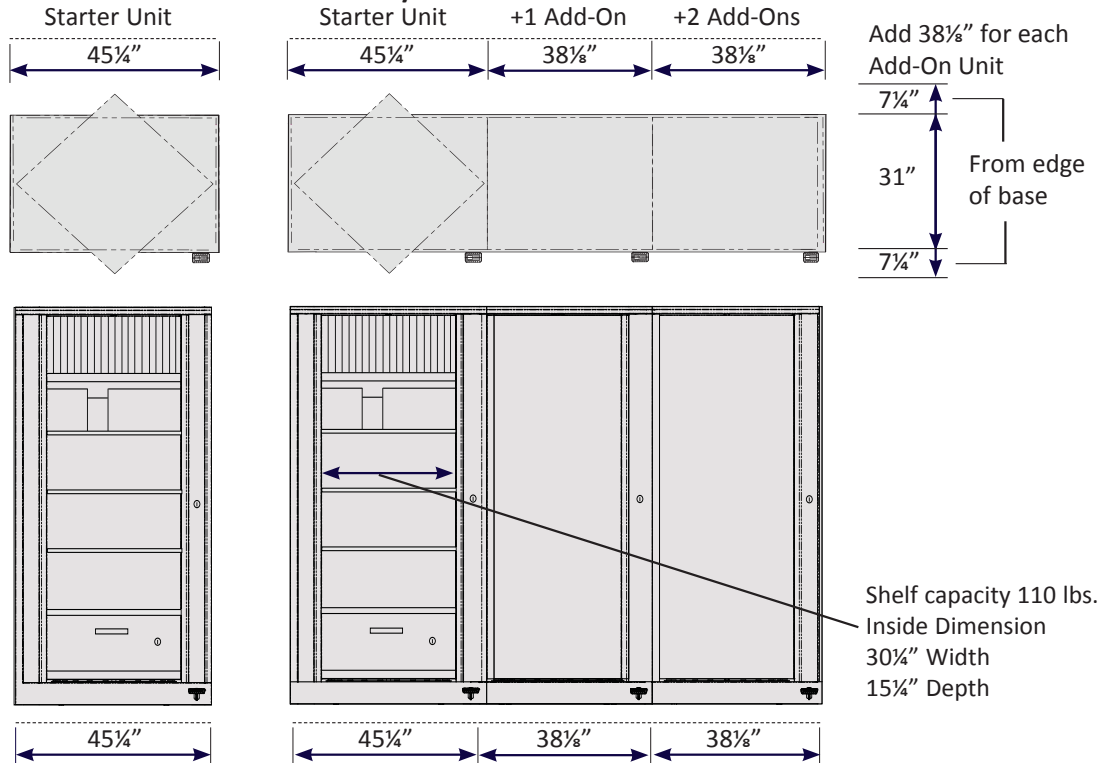 Starter Unit
45¼”
Starter Unit
+1 Add-On
+2 Add-Ons
45¼”
38⅛”
38⅛”
Add 38⅛” for each
Add-On Unit
7¼”
31”
7¼”
From edge
of base
Shelf capacity 110 lbs.
Inside Dimension
30¼” Width
15¼” Depth
45¼”
45¼”
38⅛”
38⅛”